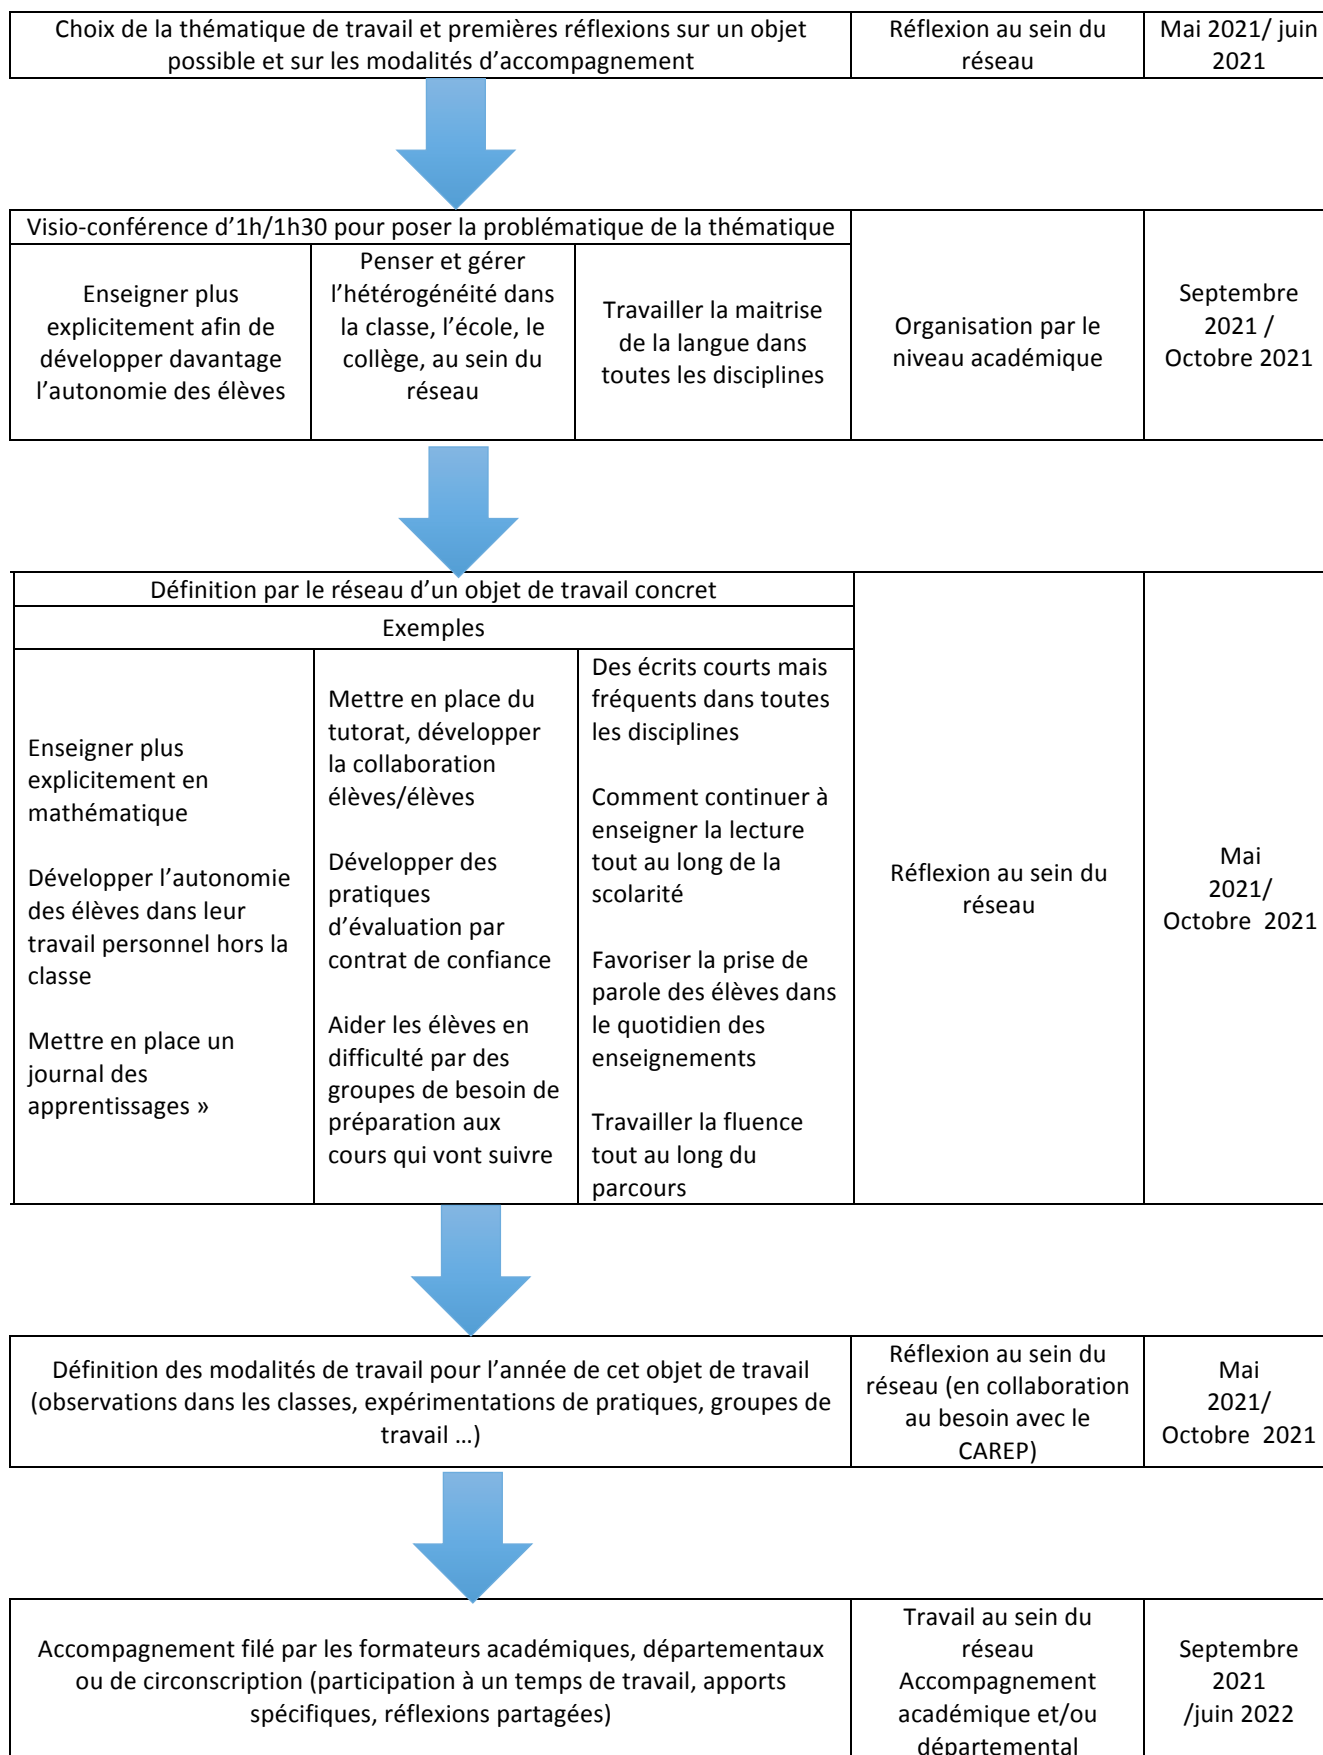 Choix de la thématique de travail et premières réflexions sur un objet
possible et sur les modalités d’accompagnement
Réflexion au sein du
réseau
Mai 2021/ juin
2021
Visio-conférence d’1h/1h30 pour poser la problématique de la thématique
Enseigner plus
explicitement afin de
développer davantage
l’autonomie des élèves
Penser et gérer
l’hétérogénéité dans
la classe, l’école, le
collège, au sein du
réseau
Travailler la maitrise
de la langue dans
toutes les disciplines
Organisation par le
niveau académique
Septembre
2021 /
Octobre 2021
Définition par le réseau d’un objet de travail concret
Exemples
Enseigner plus
explicitement en
mathématique
Développer l’autonomie
des élèves dans leur
travail personnel hors la
classe
Mettre en place un
journal des
apprentissages »
Mettre en place du
tutorat, développer
la collaboration
élèves/élèves
Développer des
pratiques
d’évaluation par
contrat de confiance
Aider les élèves en
difficulté par des
groupes de besoin de
préparation aux
cours qui vont suivre
Des écrits courts mais
fréquents dans toutes
les disciplines
Comment continuer à
enseigner la lecture
tout au long de la
scolarité
Favoriser la prise de
parole des élèves dans
le quotidien des
enseignements
Travailler la fluence
tout au long du
parcours
Réflexion au sein du
réseau
Mai
2021/
Octobre 2021
Définition des modalités de travail pour l’année de cet objet de travail
(observations dans les classes, expérimentations de pratiques, groupes de
travail …)
Réflexion au sein du
réseau (en collaboration
au besoin avec le
CAREP)
Mai
2021/
Octobre 2021
Accompagnement filé par les formateurs académiques, départementaux
ou de circonscription (participation à un temps de travail, apports
spécifiques, réflexions partagées)
Travail au sein du
réseau
Accompagnement
académique et/ou
départemental
Septembre
2021
/juin 2022